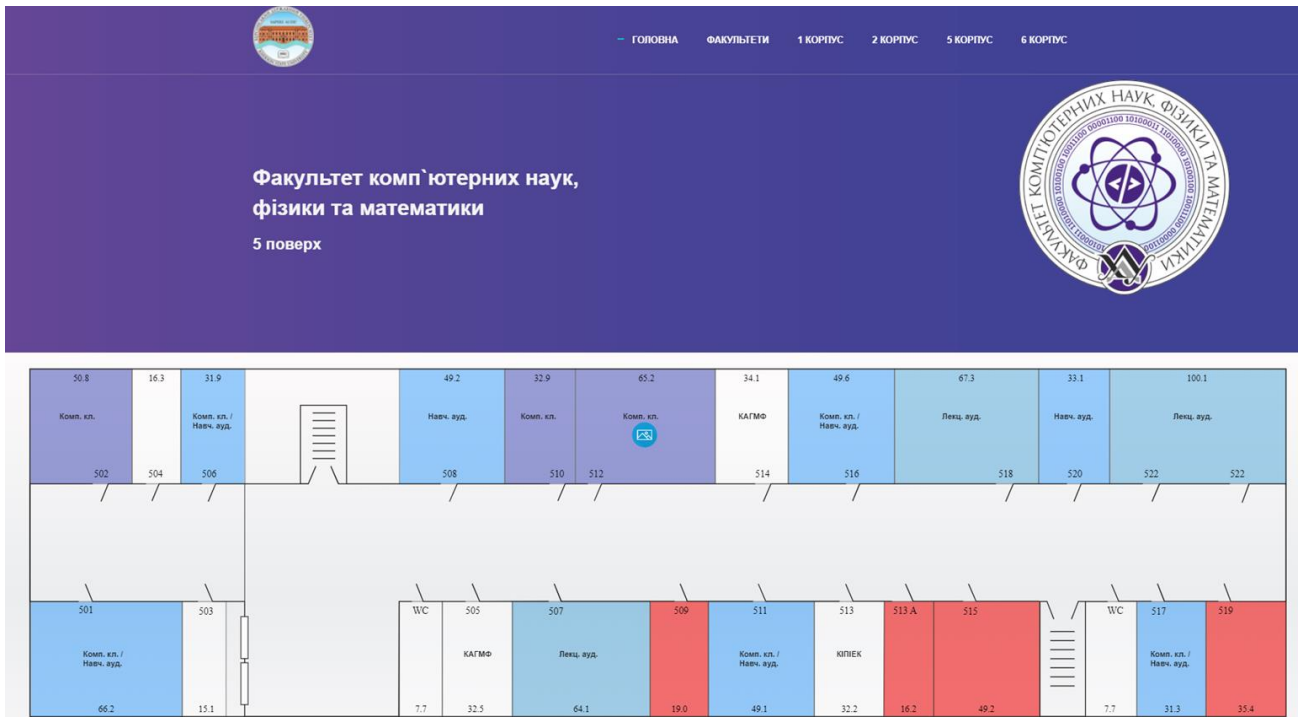 ГОЛОВНА ФАКУЛЬТЕТИ 1 КОРПУС 2 КОРПУС 5 КОРПУС 6 КОРПУС
ФАКУЛЬТЕТ КОМП'ЮТЕРНИХ НАУК, ФІЗИКИ ТА МАТЕМАТИКИ
Факультет комп`ютерних наук,
фізики та математики
5 поверх
50.8 16.3 31.9 49.2 32.9 65.2 34.1 49.6 67.3 33.1 100.1
Комп. кл. Комп. кл. / Навч. ауд. Комп. кл. Комп. кл. КАГМФ Комп. кл. / Лекц. ауд. Навч. ауд. Лекц. ауд.
Навч. ауд. Навч. ауд.
502 504 506 508 510 512 514 516 518 520 522 522
501 503 WC 505 507 509 511 513 513 А 515 WC 517 519
Комп. кл. / КАГМФ Лекц. ауд. Комп. кл. / КІПІЕК Комп. кл. /
Навч. ауд. Навч. ауд. Навч. ауд.
66.2 15.1 7.7 32.5 64.1 19.0 49.1 32.2 16.2 49.2 7.7 31.3 35.4